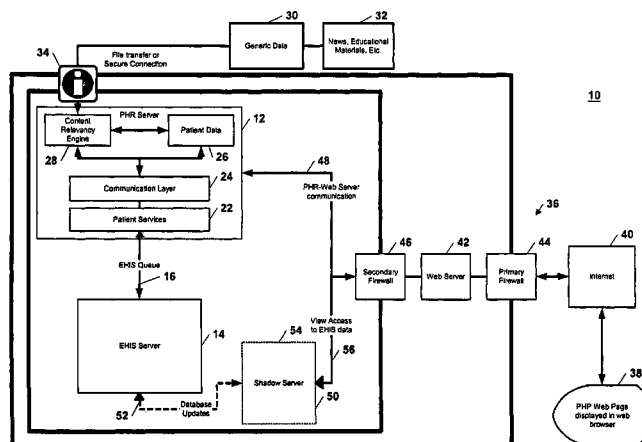 30
32
34
File transfer or
Secure Connection
Generic Data
News, Educational
Materials, Etc.
i
10
PHR Server
12
Content
Relevancy
Engine
Patient Data
28
26
48
Communication Layer
24
PHR-Web Server
communication
Patient Services
22
36
46
42
44
40
EHIS Queue
16
Secondary
Firewall
Web Server
Primary
Firewall
Internet
EHIS Server
14
54
View Access
to EHIS data
56
Shadow Server
50
52
Database
Updates
38
PHP Web Page
displayed in web
browser